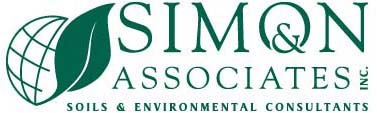 SIMON &
ASSOCIATES INC.
SOILS & ENVIRONMENTAL CONSULTANTS